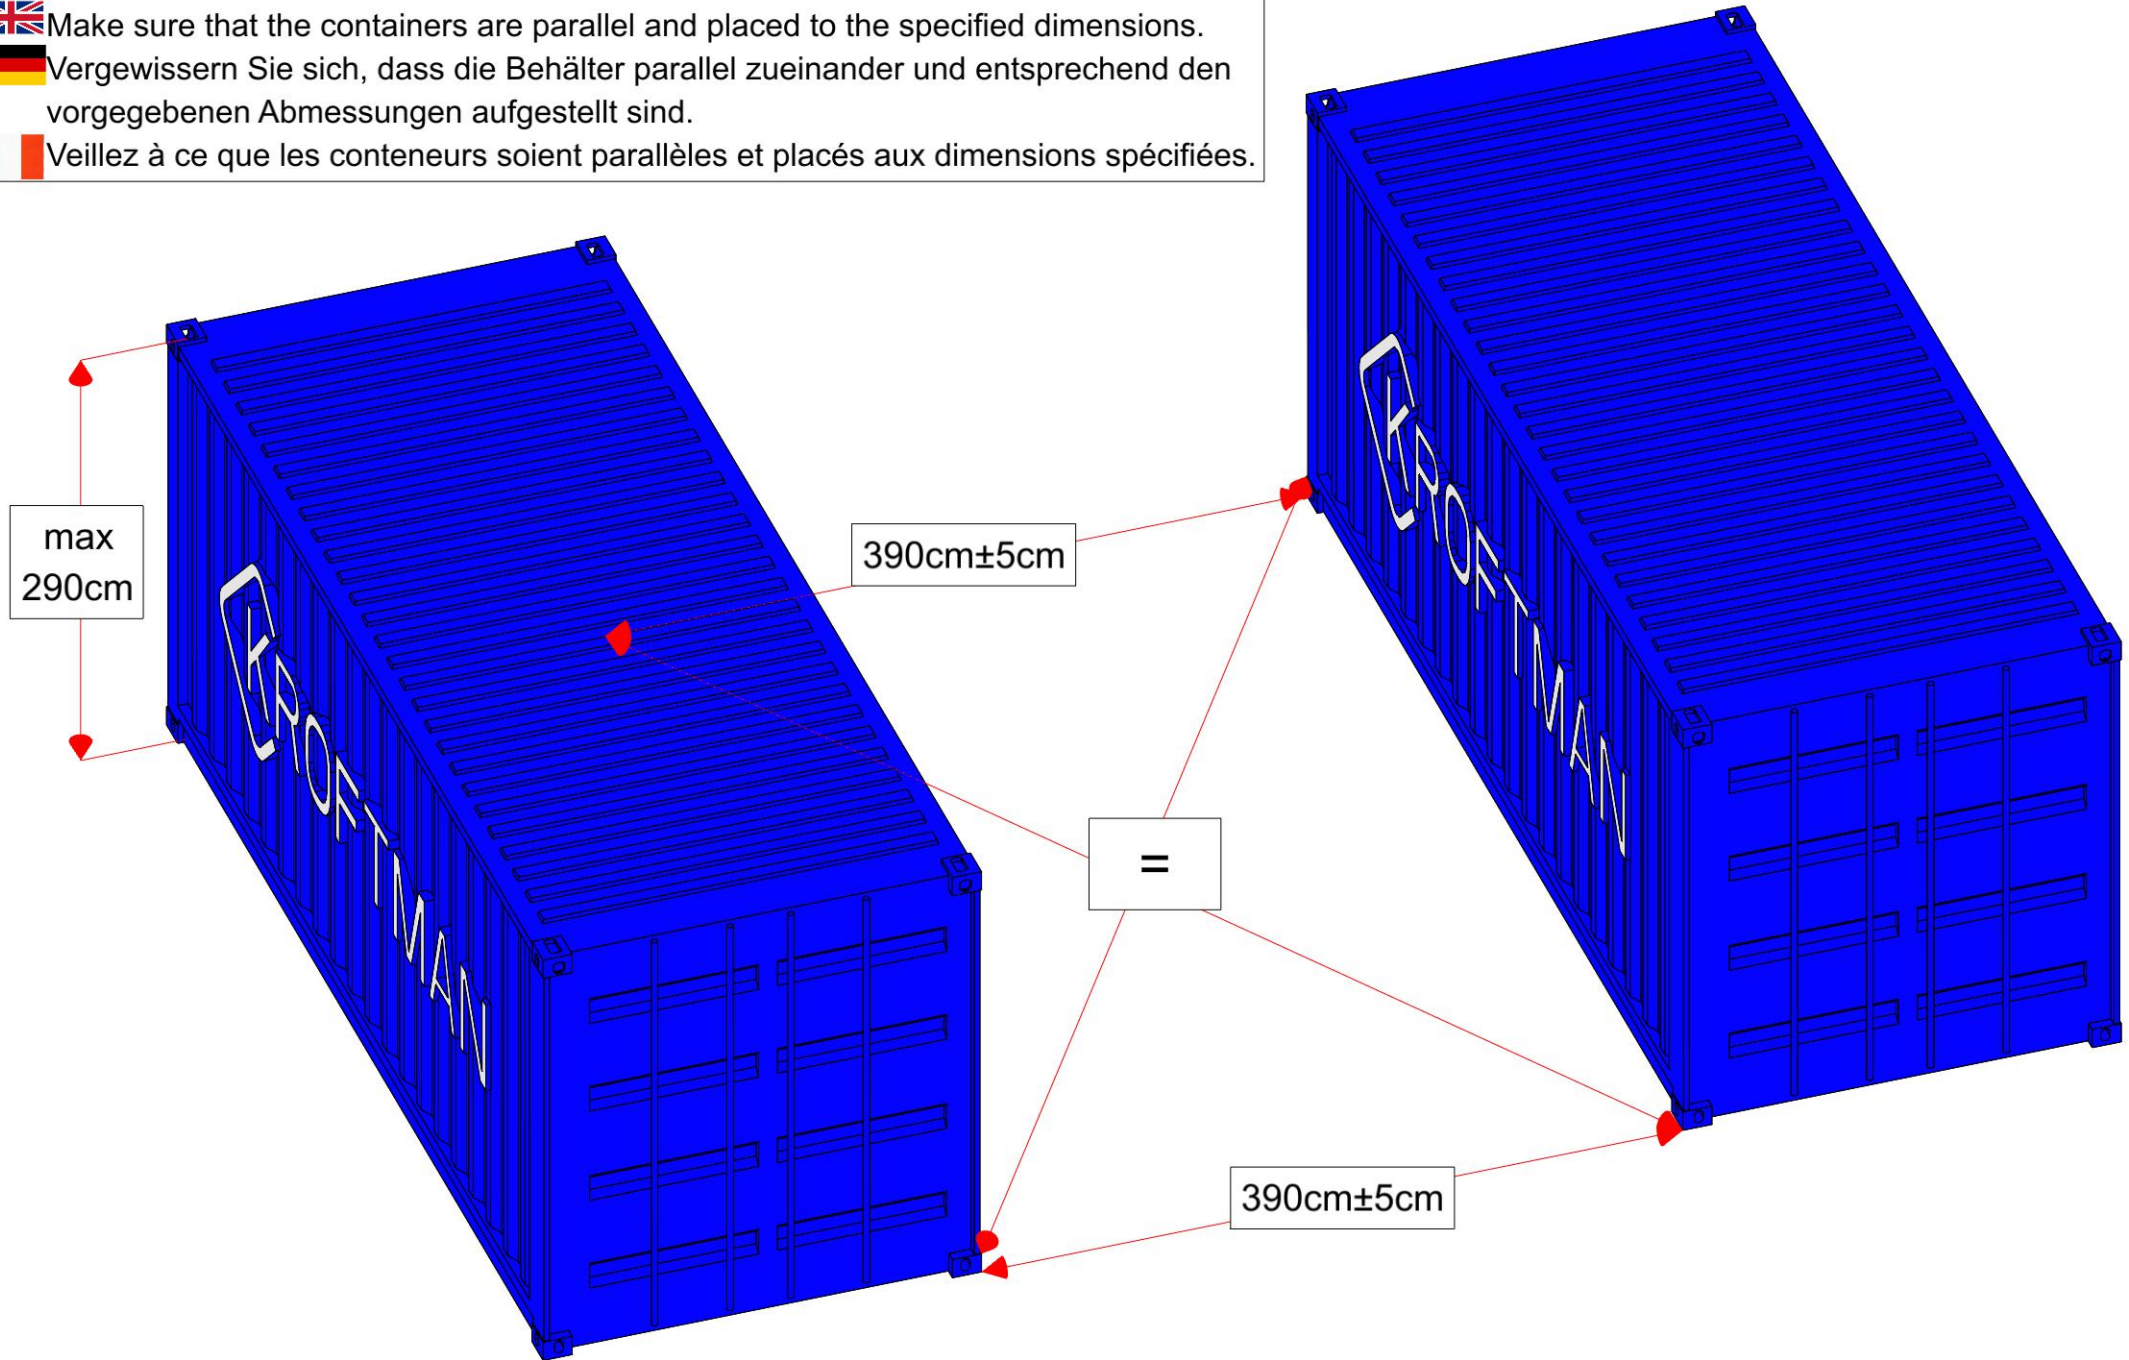 Make sure that the containers are parallel and placed to the specified dimensions.
Vergewissern Sie sich, dass die Behälter parallel zueinander und entsprechend den
vorgegebenen Abmessungen aufgestellt sind.
Veillez à ce que les conteneurs soient parallèles et placés aux dimensions spécifiées.
max
290cm
390cm±5cm
=
390cm±5cm
KROFTMAN
KROFTMAN